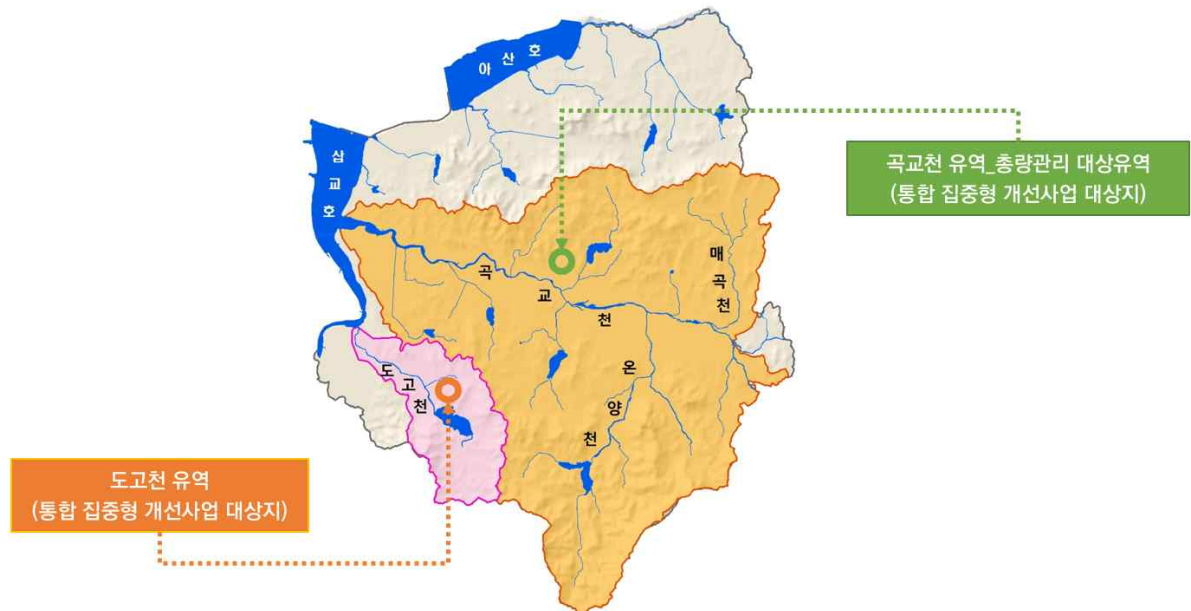 아산호
삽교호
곡교천 유역_총량관리 대상유역
(통합 집중형 개선사업 대상지)
매곡천
곡교천
온양천
도고천
도고천 유역
(통합 집중형 개선사업 대상지)